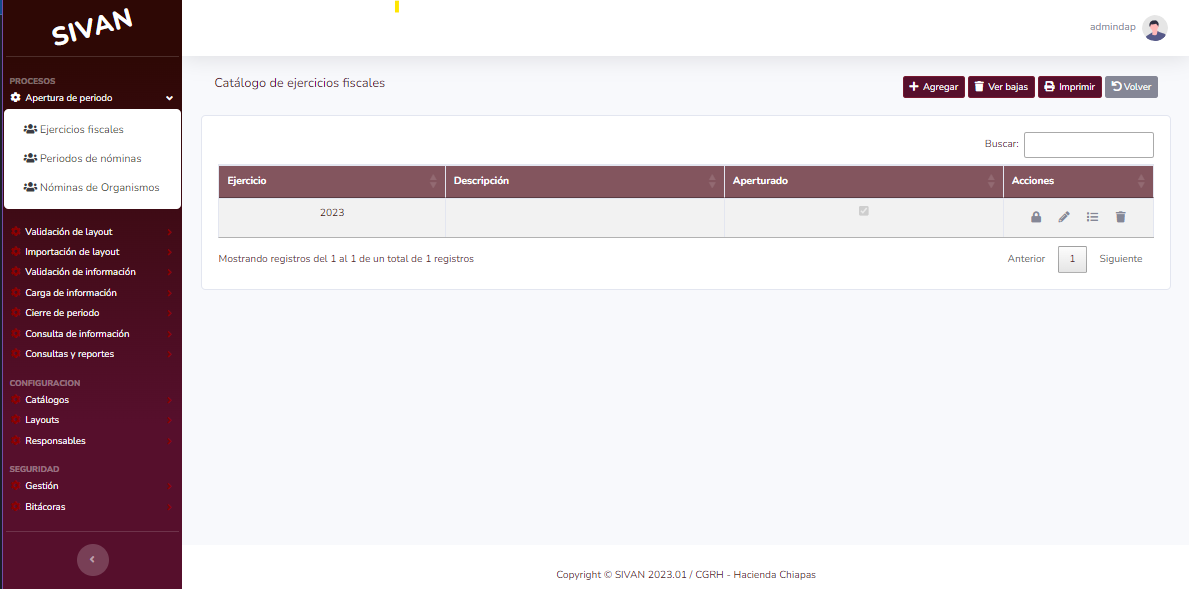 SIVAN
admindap
PROCESOS
Apertura de periodo
Ejercicios fiscales
Periodos de nóminas
Nóminas de Organismos
Validación de layout
Importación de layout
Validación de información
Carga de información
Cierre de periodo
Consulta de información
Consultas y reportes
CONFIGURACION
Catálogos
Layouts
Responsables
SEGURIDAD
Gestión
Bitácoras
Catálogo de ejercicios fiscales
Agregar Ver bajas Imprimir Volver
Buscar:
Ejercicio Descripción Aperturado Acciones
2023
Mostrando registros del 1 al 1 de un total de 1 registros
Anterior 1 Siguiente
Copyright © SIVAN 2023.01 / CGRH - Hacienda Chiapas